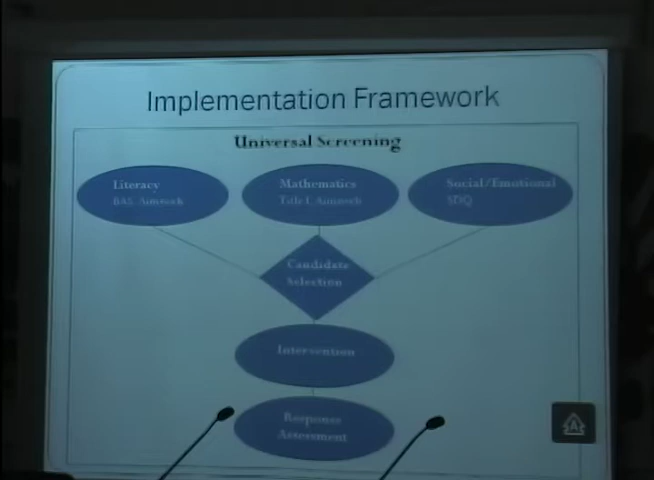 Implementation Framework
Universal Screening
Literacy
BAS, Aimsweb
Mathematics
Title I, Aimsweb
Social/Emotional
SDQ
Candidate
Selection
Intervention
Response
Assessment
A